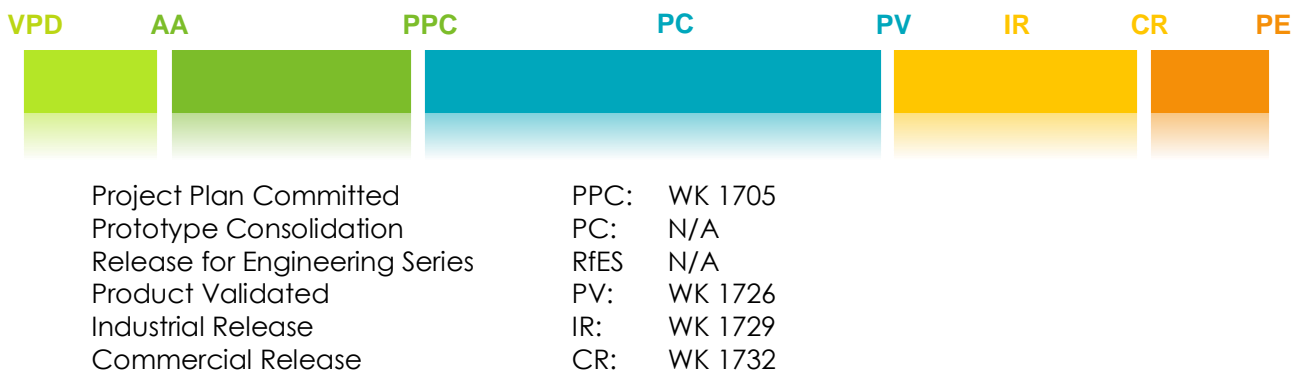 VPD AA PPC PC PV IR CR PE
Project Plan Committed PPC: WK 1705
Prototype Consolidation PC: N/A
Release for Engineering Series RfES N/A
Product Validated PV: WK 1726
Industrial Release IR: WK 1729
Commercial Release CR: WK 1732